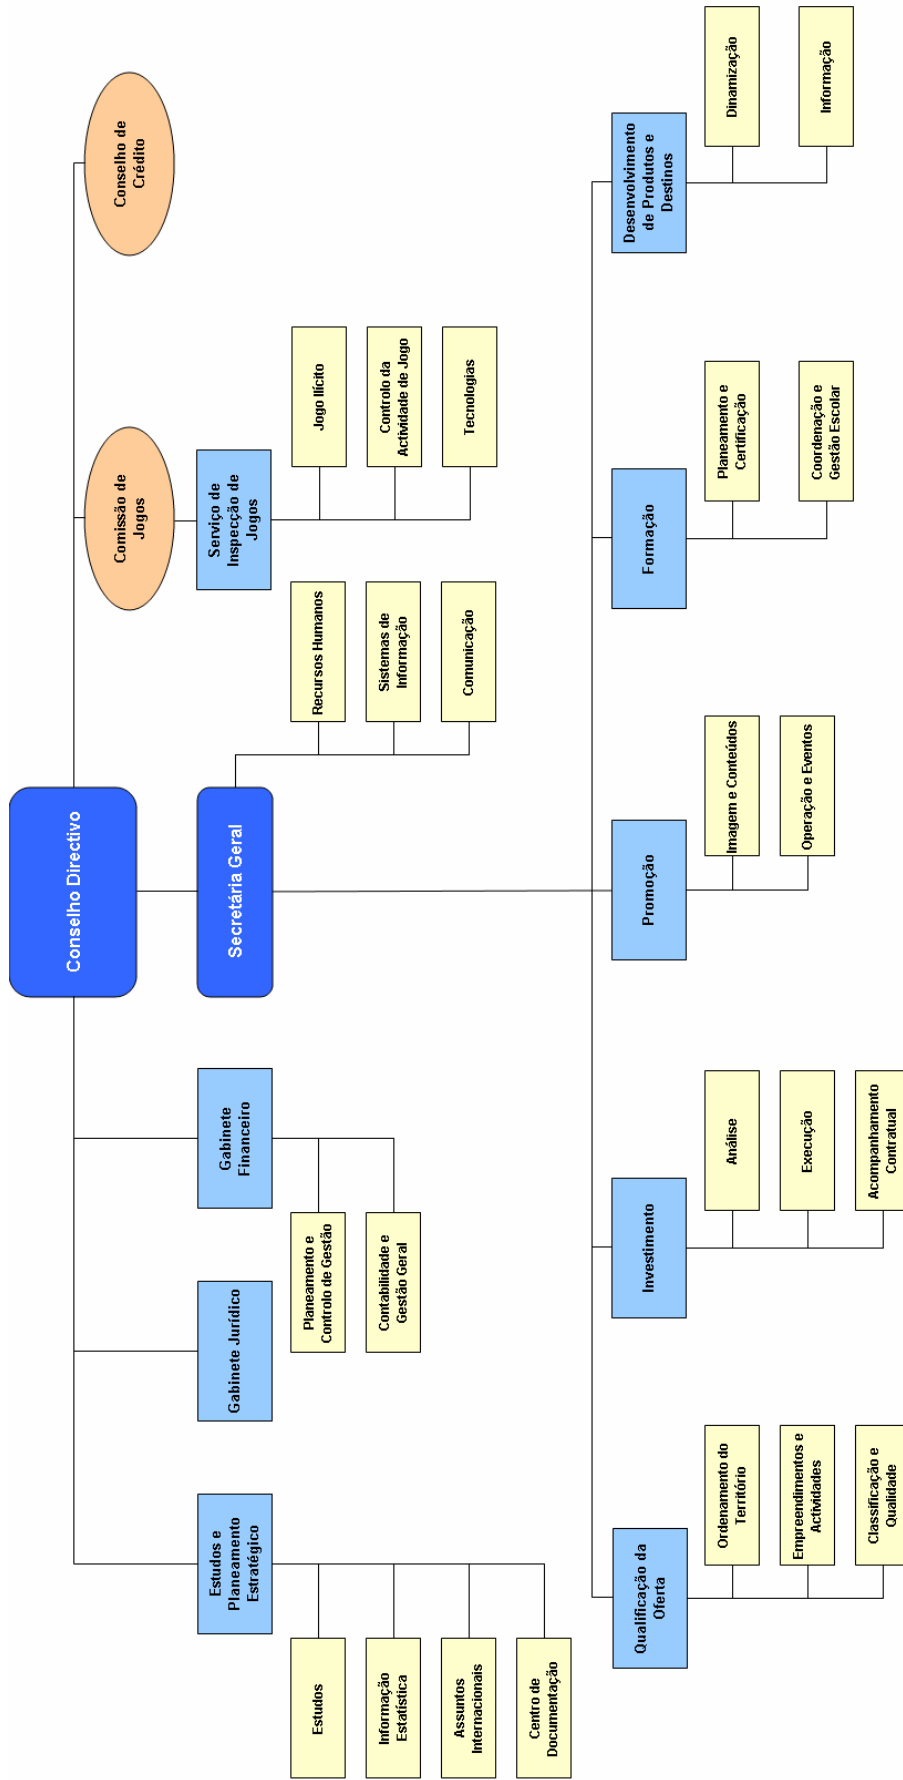 Conselho Directivo
Comissão de
Jogos
Conselho de
Crédito
Estudos e
Planeamento
Estratégico
Gabinete Jurídico
Gabinete
Financeiro
Secretária Geral
Serviço de
Inspecção de
Jogos
Estudos
Informação
Estatística
Assuntos
Internacionais
Centro de
Documentação
Planeamento e
Controlo de Gestão
Contabilidade e
Gestão Geral
Recursos Humanos
Sistemas de
Informação
Comunicação
Jogo Ilícito
Controlo da
Actividade de Jogo
Tecnologias
Qualificação da
Oferta
Investimento
Promoção
Formação
Desenvolvimento
de Produtos e
Destinos
Ordenamento do
Território
Empreendimentos e
Actividades
Classificação e
Qualidade
Análise
Execução
Acompanhamento
Contratual
Imagem e Conteúdos
Operação e Eventos
Planeamento e
Certificação
Coordenação e
Gestão Escolar
Dinamização
Informação